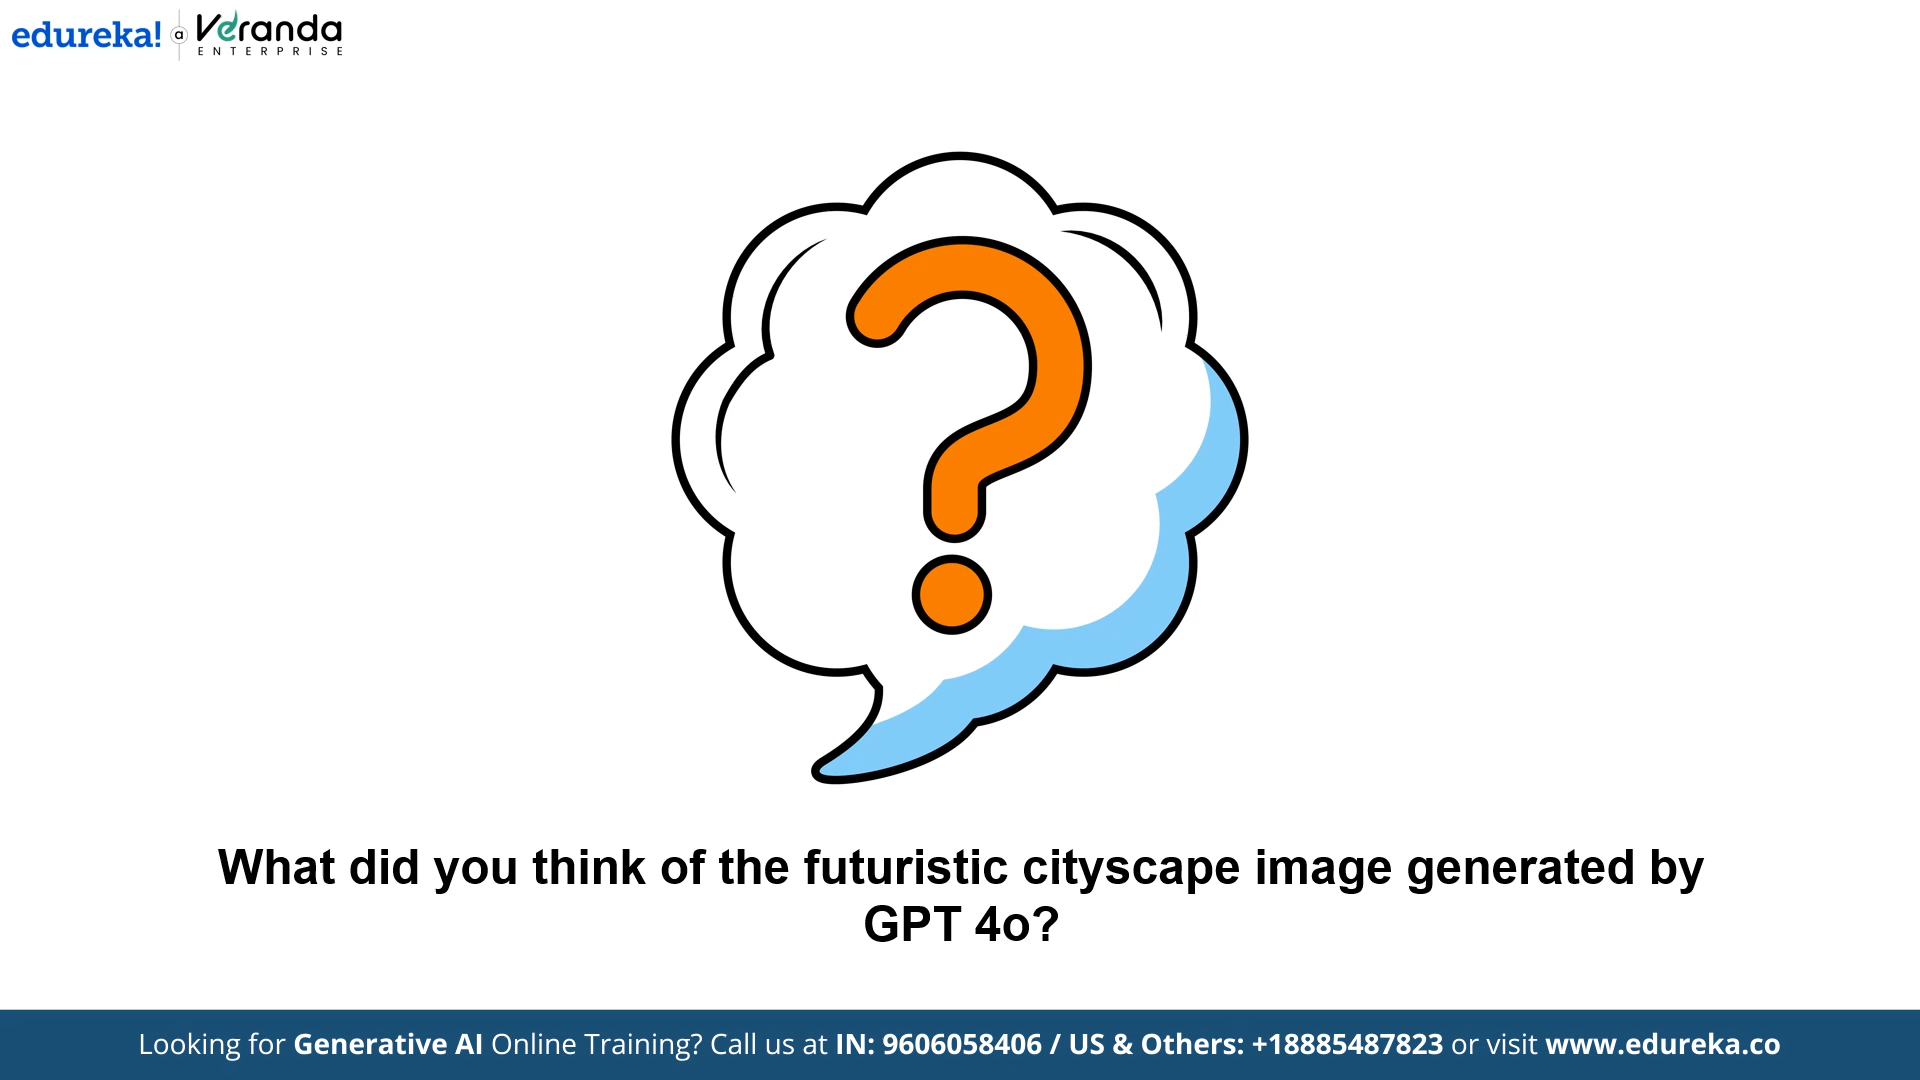 edureka! a Veranda
ENTERPRISE
What did you think of the futuristic cityscape image generated by
GPT 4o?
Looking for Generative AI Online Training? Call us at IN: 9606058406 / US & Others: +18885487823 or visit www.edureka.co